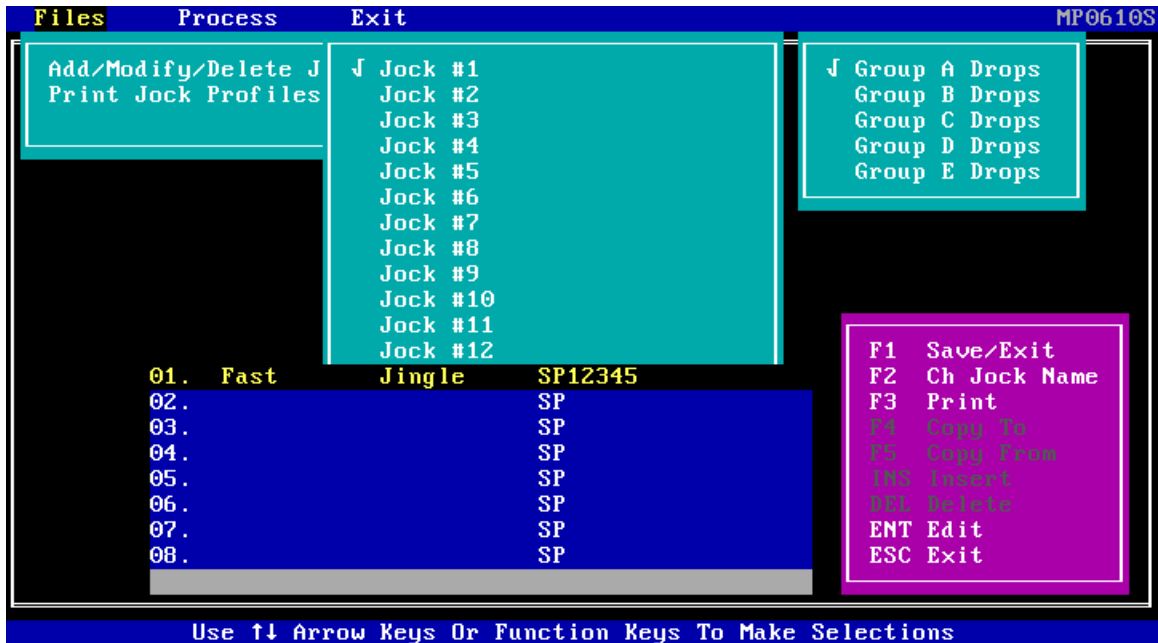 Files Process Exit MP0610S
Add/Modify/Delete J
Print Jock Profiles
√ Jock #1
Jock #2
Jock #3
Jock #4
Jock #5
Jock #6
Jock #7
Jock #8
Jock #9
Jock #10
Jock #11
Jock #12
√ Group A Drops
Group B Drops
Group C Drops
Group D Drops
Group E Drops
01. Fast Jingle SP12345
02. SP
03. SP
04. SP
05. SP
06. SP
07. SP
08. SP
F1 Save/Exit
F2 Ch Jock Name
F3 Print
F4 Copy To
F5 Copy From
INS Insert
DEL Delete
ENT Edit
ESC Exit
Use ↑↓ Arrow Keys Or Function Keys To Make Selections